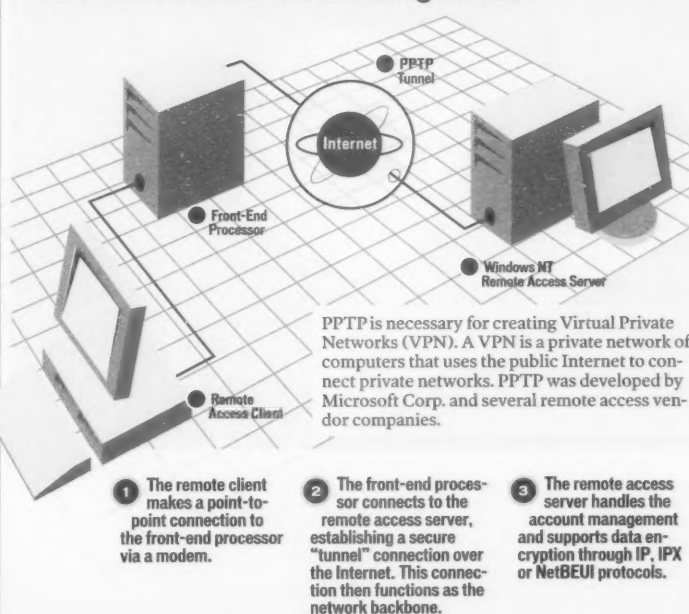 PPTP
Tunnel
Internet
Front-End
Processor
Windows NT
Remote Access Server
Remote
Access Client
PPTP is necessary for creating Virtual Private
Networks (VPN). A VPN is a private network of
computers that uses the public Internet to con-
nect private networks. PPTP was developed by
Microsoft Corp. and several remote access ven-
dor companies.
1 The remote client
makes a point-to-
point connection to
the front-end processor
via a modem.
2 The front-end proces-
sor connects to the
remote access server,
establishing a secure
"tunnel" connection over
the Internet. This connec-
tion then functions as the
network backbone.
3 The remote access
server handles the
account management
and supports data en-
cryption through IP, IPX
or NetBEUI protocols.